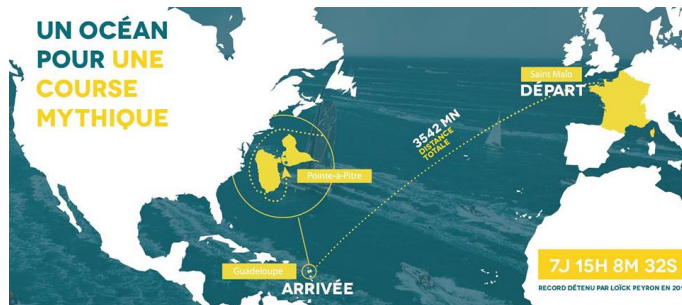 UN OCÉAN
POUR UNE
COURSE
MYTHIQUE
Saint Malo
DÉPART
3542 MN
DISTANCE
TOTALE
Pointe-à-Pitre
Guadeloupe
ARRIVÉE
7J 15H 8M 32S
RECORD DÉTENU PAR LOÏCK PEYRON EN